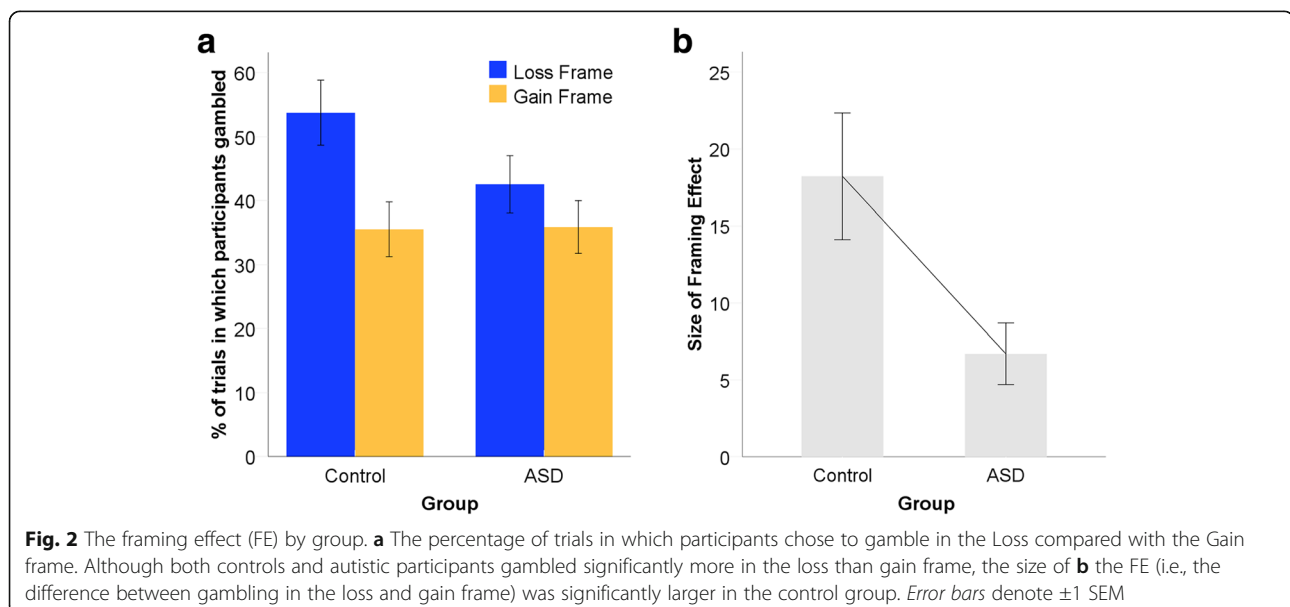 a
60
50
40
30
20
10
0
% of trials in which participants gambled
Loss Frame
Gain Frame
Control
ASD
Group
b
25
20
15
10
5
0
Size of Framing Effect
Control
ASD
Group
Fig. 2 The framing effect (FE) by group. a The percentage of trials in which participants chose to gamble in the Loss compared with the Gain
frame. Although both controls and autistic participants gambled significantly more in the loss than gain frame, the size of b the FE (i.e., the
difference between gambling in the loss and gain frame) was significantly larger in the control group. Error bars denote ±1 SEM